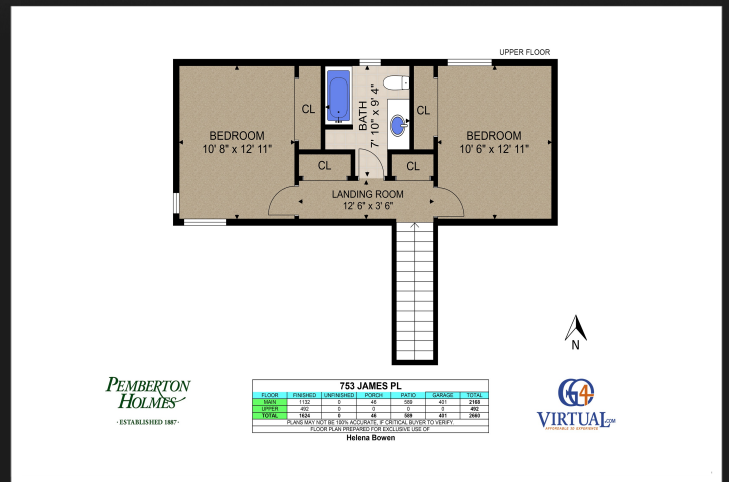 UPPER FLOOR
BEDROOM
10' 8" x 12' 11"
CL
BATH
7' 10" x 9' 4"
CL
BEDROOM
10' 6" x 12' 11"
CL
CL
LANDING ROOM
12' 6" x 3' 6"
N
PEMBERTON
HOLMES
· ESTABLISHED 1887 ·
753 JAMES PL
FLOOR FINISHED UNFINISHED PORCH PATIO GARAGE TOTAL
MAIN 1132 0 46 589 401 2168
UPPER 492 0 0 0 0 492
TOTAL 1624 0 46 589 401 2660
PLANS MAY NOT BE 100% ACCURATE, IF CRITICAL BUYER TO VERIFY.
FLOOR PLAN PREPARED FOR EXCLUSIVE USE OF
Helena Bowen
VIRTUAL.COM
AFFORDABLE 3D EXPERIENCE